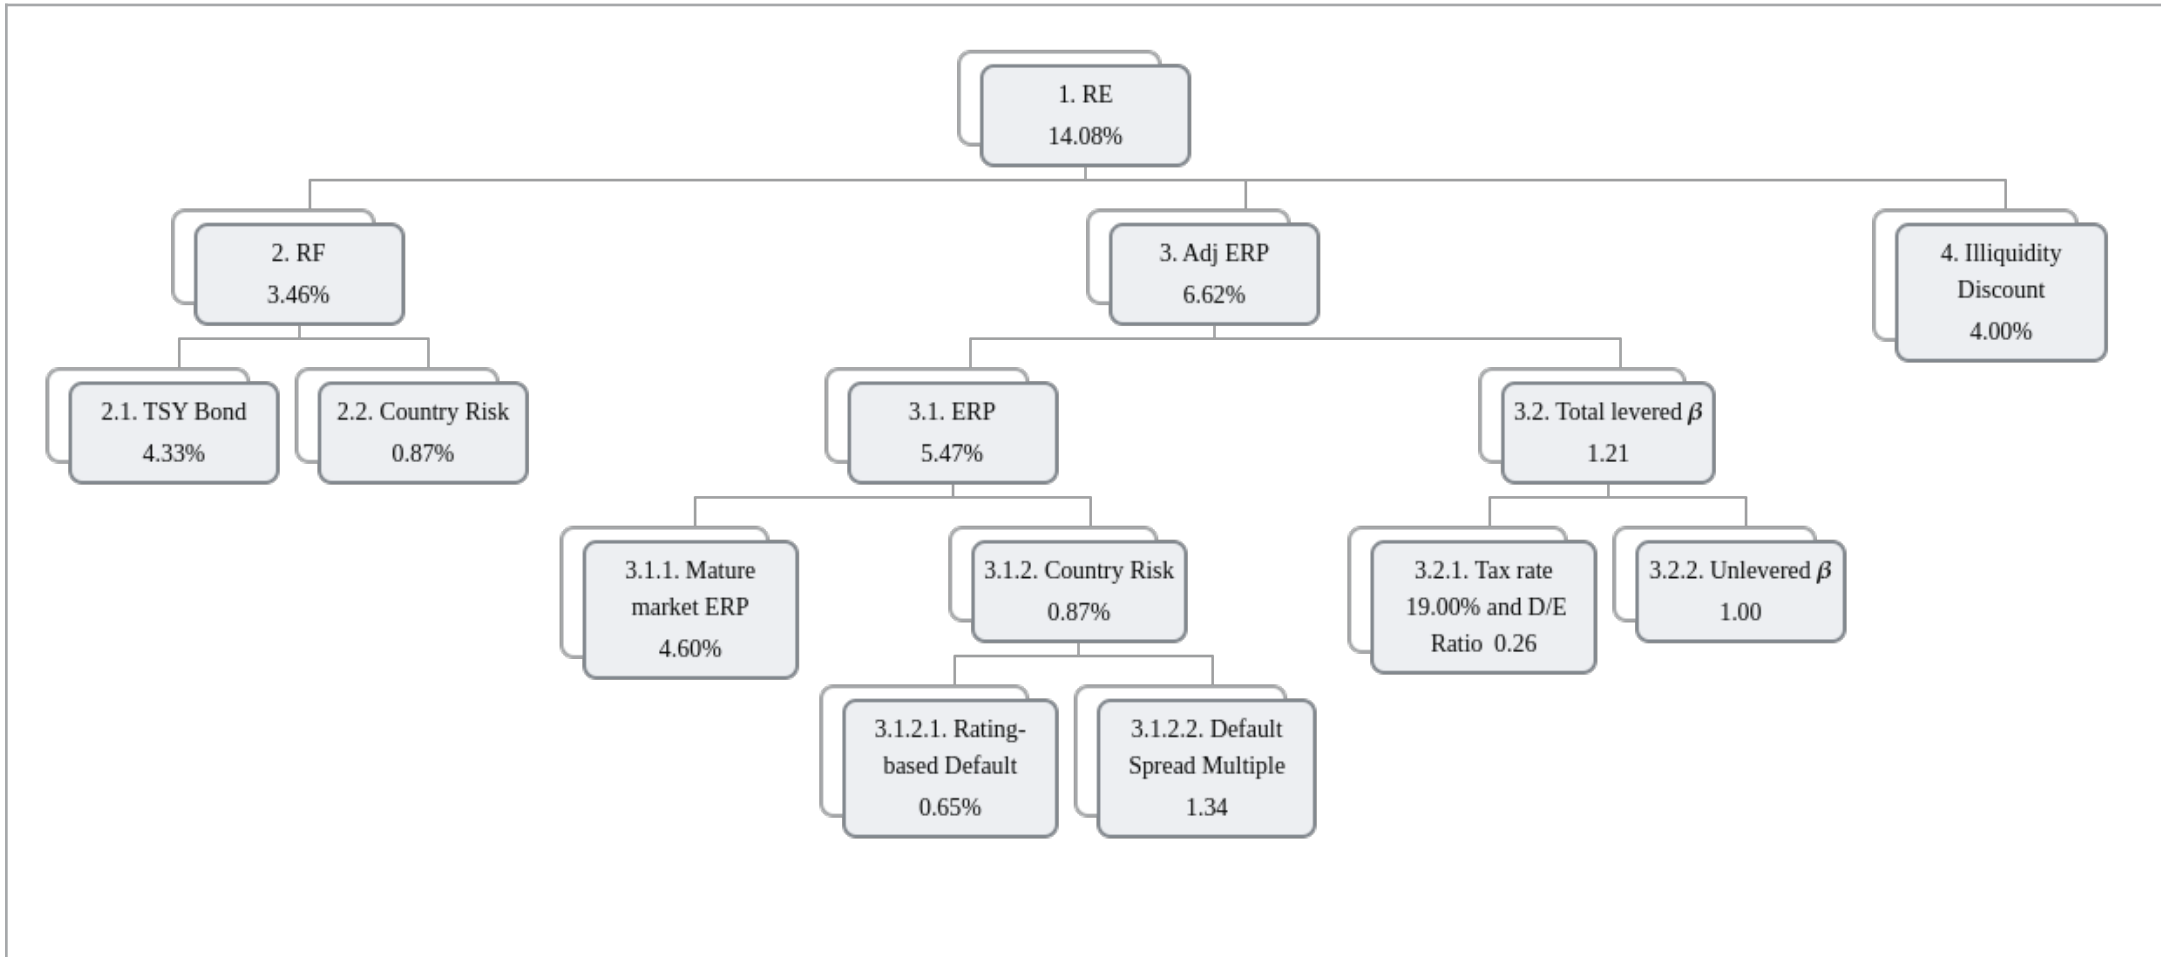 1. RE
14.08%
2. RF
3.46%
3. Adj ERP
6.62%
4. Illiquidity
Discount
4.00%
2.1. TSY Bond
4.33%
2.2. Country Risk
0.87%
3.1. ERP
5.47%
3.2. Total levered β
1.21
3.1.1. Mature
market ERP
4.60%
3.1.2. Country Risk
0.87%
3.2.1. Tax rate
19.00% and D/E
Ratio  0.26
3.2.2. Unlevered β
1.00
3.1.2.1. Rating-
based Default
0.65%
3.1.2.2. Default
Spread Multiple
1.34